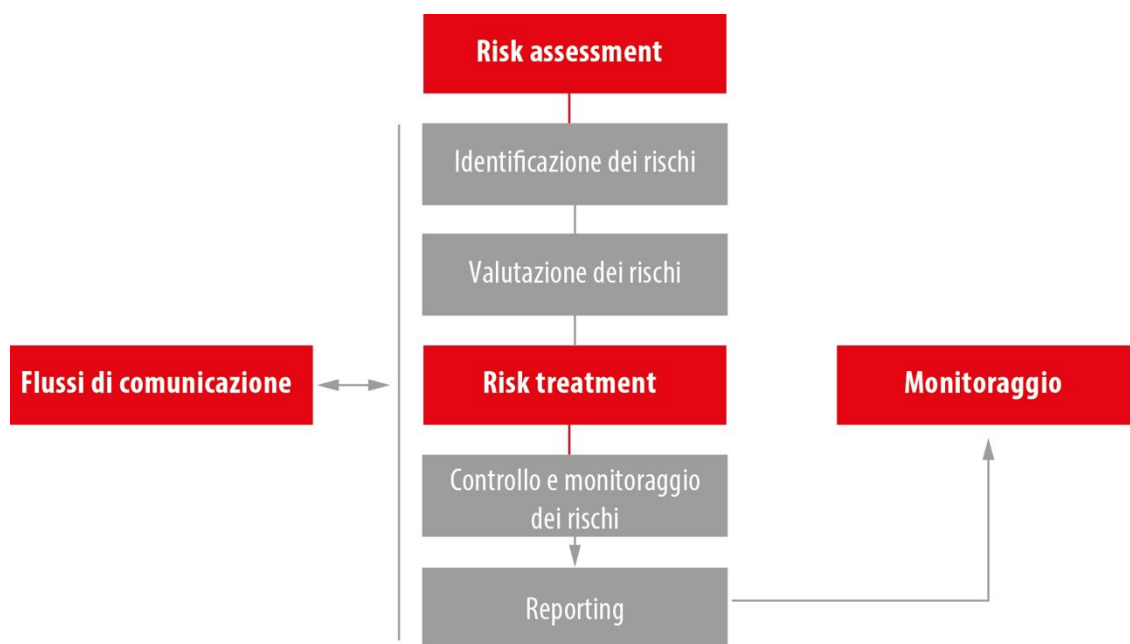 Risk assessment
Identificazione dei rischi
Valutazione dei rischi
Flussi di comunicazione
Risk treatment
Monitoraggio
Controllo e monitoraggio
dei rischi
Reporting